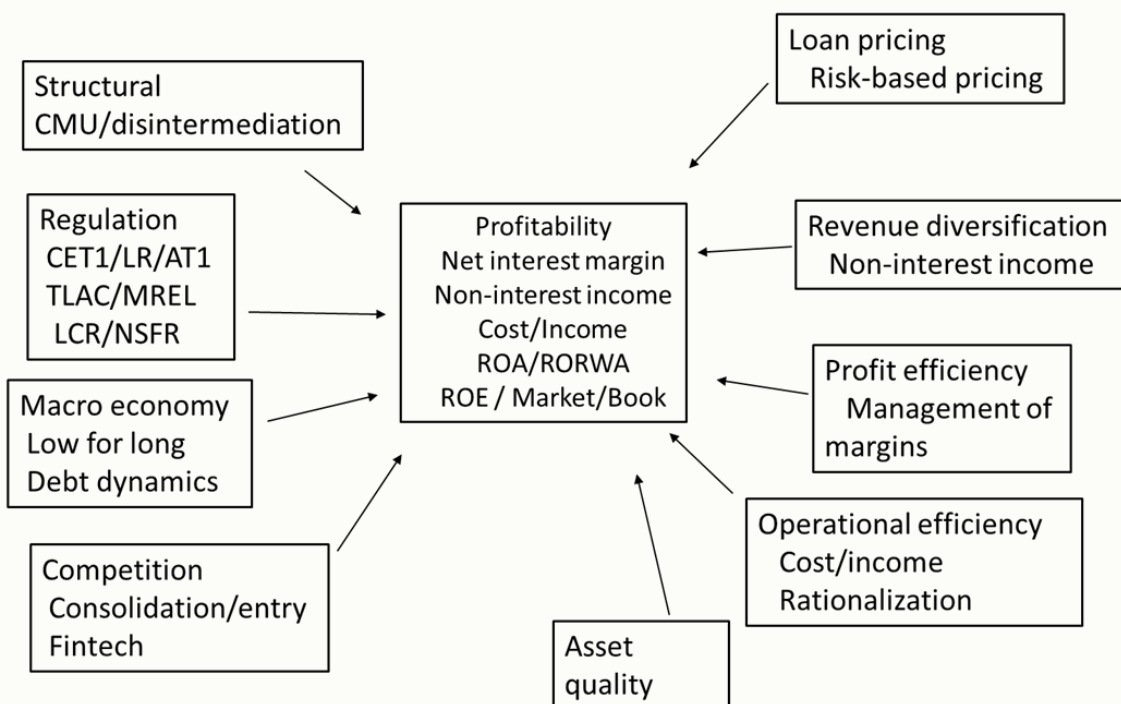 Structural
CMU/disintermediation
Regulation
CET1/LR/AT1
TLAC/MREL
LCR/NSFR
Macro economy
Low for long
Debt dynamics
Competition
Consolidation/entry
Fintech
Profitability
Net interest margin
Non-interest income
Cost/Income
ROA/RORWA
ROE / Market/Book
Loan pricing
Risk-based pricing
Revenue diversification
Non-interest income
Profit efficiency
Management of
margins
Operational efficiency
Cost/income
Rationalization
Asset
quality